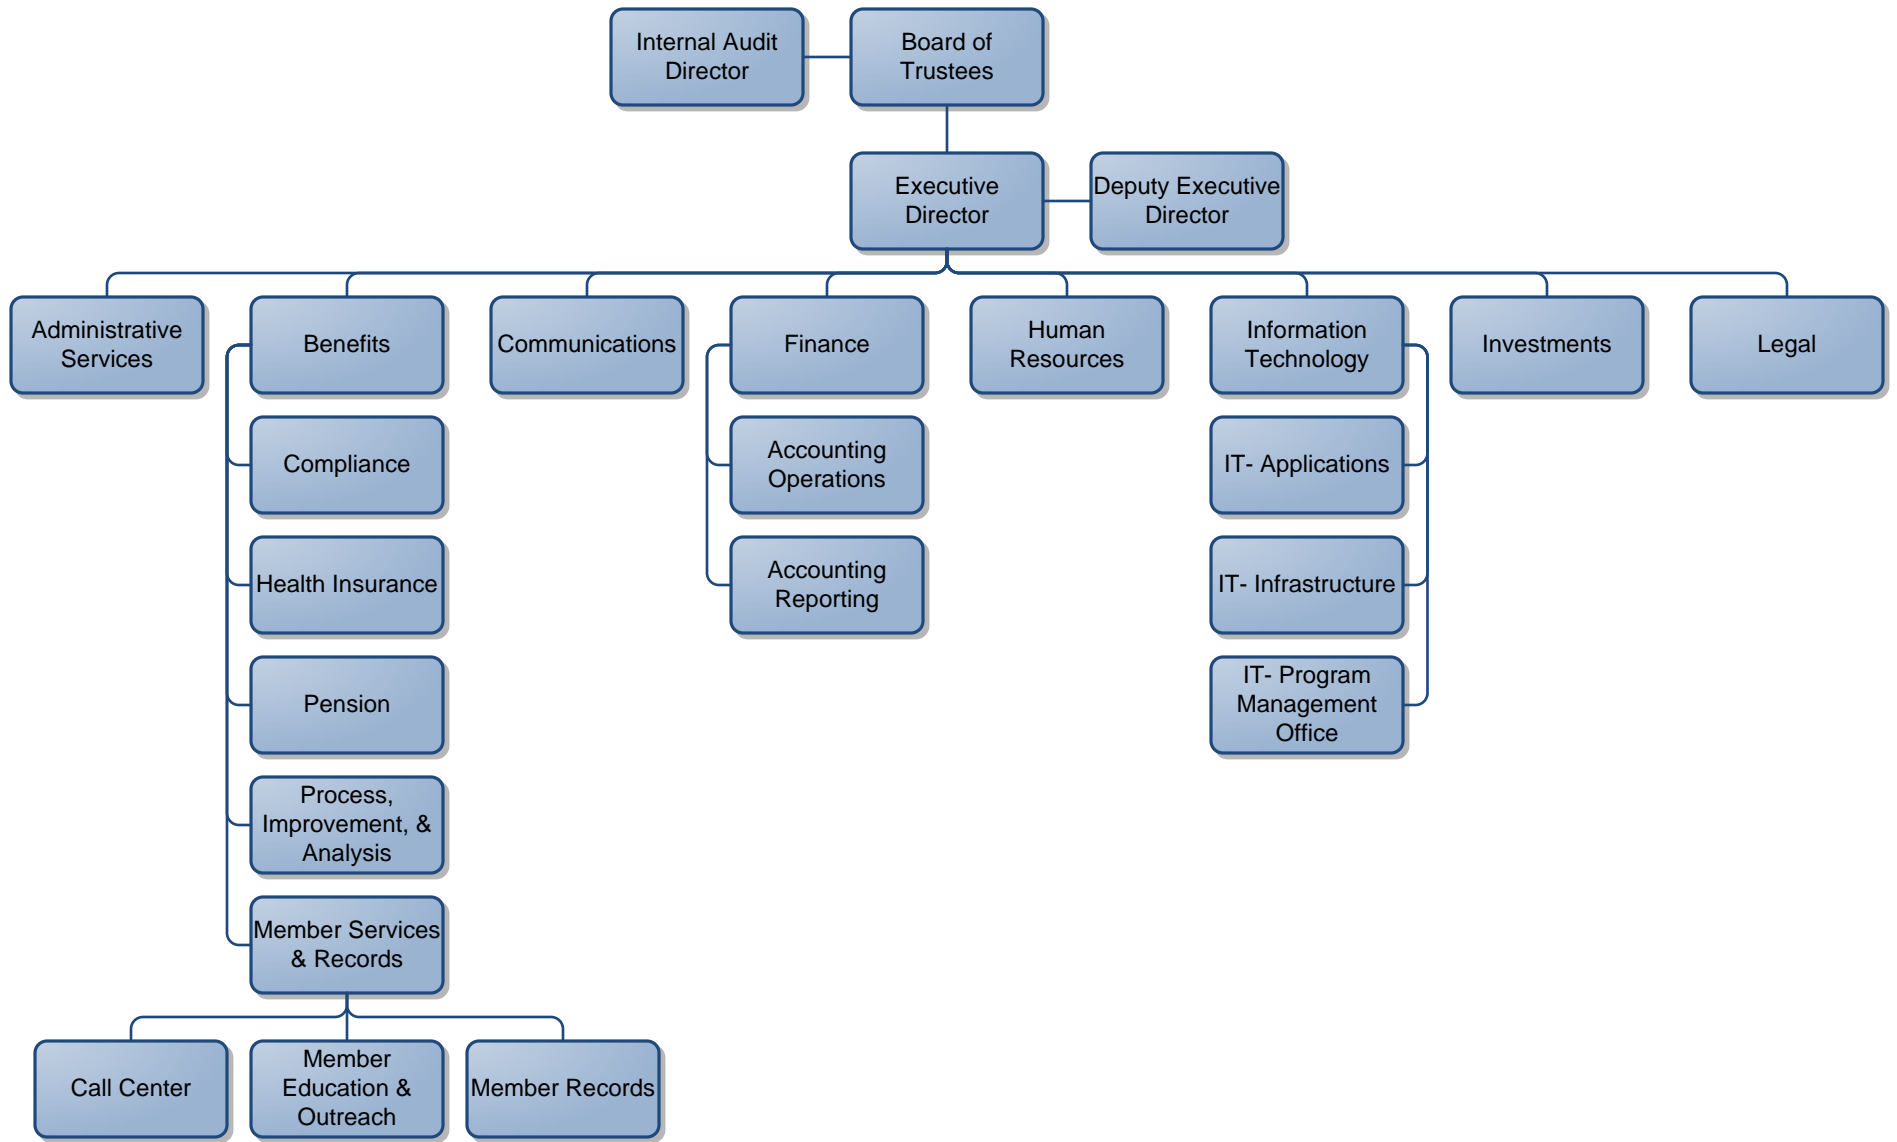 Internal Audit
Director
Board of
Trustees
Executive
Director
Deputy Executive
Director
Administrative
Services
Benefits
Communications
Finance
Human
Resources
Information
Technology
Investments
Legal
Compliance
Accounting
Operations
IT- Applications
Health Insurance
Accounting
Reporting
IT- Infrastructure
Pension
IT- Program
Management
Office
Process,
Improvement, &
Analysis
Member Services
& Records
Call Center
Member
Education &
Outreach
Member Records